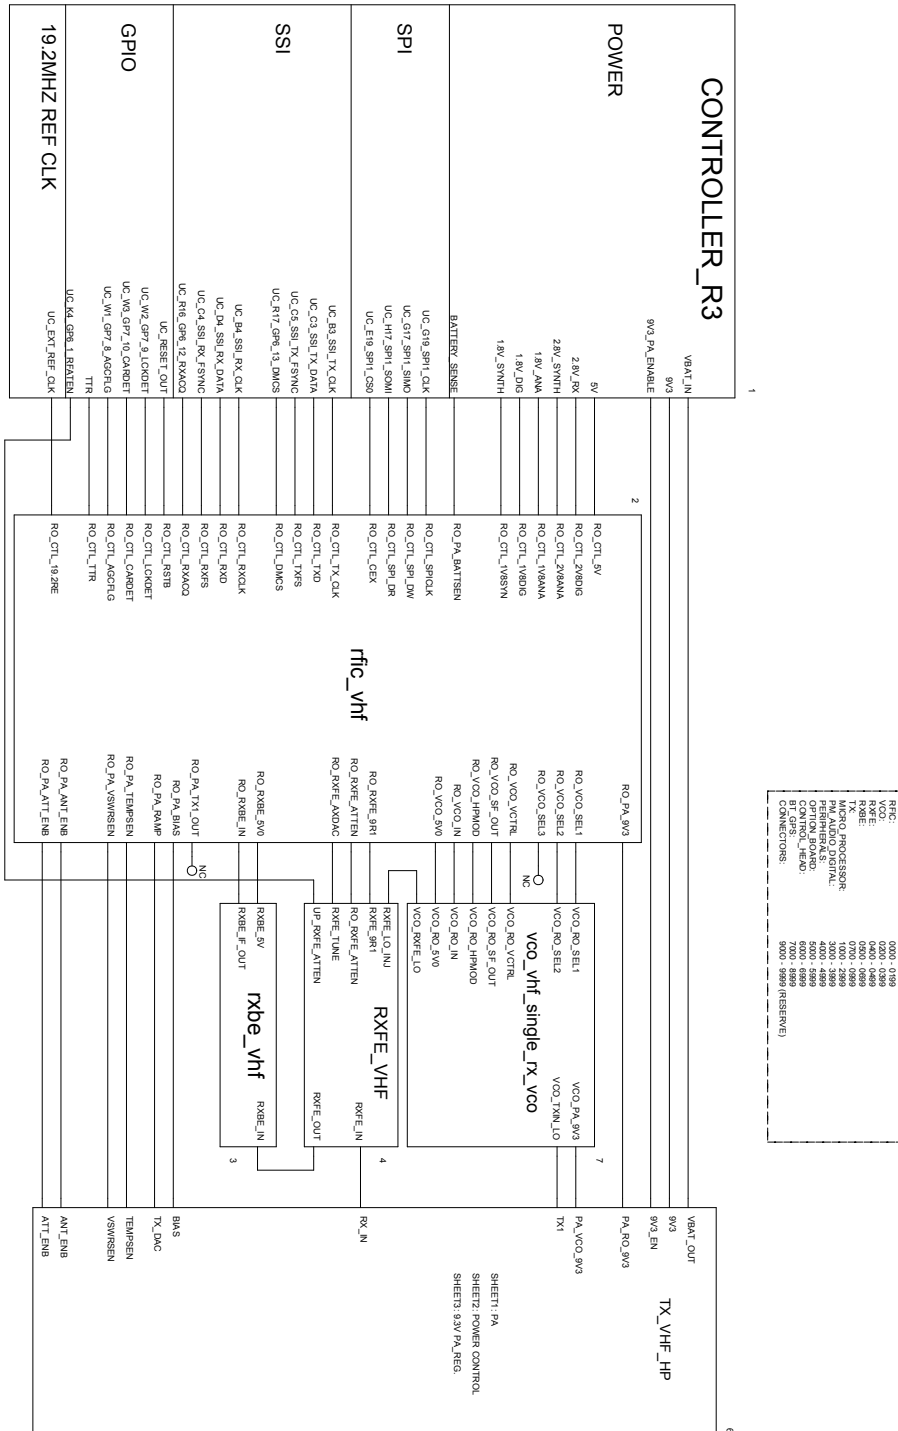 CONTROLLER_R3
1
POWER
VBAT_IN
9V3
9V3_PA_ENABLE
5V
2.8V_RX
2.8V_SYNTH
1.8V_ANA
1.8V_DIG
1.8V_SYNTH
BATTERY_SENSE
SPI
UC_G19_SPI1_CLK
UC_G17_SPI1_SIMO
UC_H17_SPI1_SOMI
UC_E19_SPI1_CS0
SSI
UC_B3_SSI_TX_CLK
UC_C3_SSI_TX_DATA
UC_C5_SSI_TX_FSYNC
UC_R17_GP6_13_DMCS
UC_B4_SSI_RX_CLK
UC_D4_SSI_RX_DATA
UC_C4_SSI_RX_FSYNC
UC_R16_GP6_12_RXACQ
GPIO
UC_RESET_OUT
UC_W2_GP7_9_LCKDET
UC_W3_GP7_10_CARDET
UC_W1_GP7_8_AGCFLG
TTR
UC_K4_GP6_1_RFATEN
19.2MHZ REF CLK
UC_EXT_REF_CLK
2
rfic_vhf
RO_CTL_5V
RO_CTL_2V8DIG
RO_CTL_2V8ANA
RO_CTL_1V8ANA
RO_CTL_1V8DIG
RO_CTL_1V8SYN
RO_PA_BATTSEN
RO_CTL_SPICLK
RO_CTL_SPI_DW
RO_CTL_SPI_DR
RO_CTL_CEX
RO_CTL_TX_CLK
RO_CTL_TXD
RO_CTL_TXFS
RO_CTL_DMCS
RO_CTL_RXCLK
RO_CTL_RXD
RO_CTL_RXFS
RO_CTL_RXACQ
RO_CTL_RSTB
RO_CTL_LCKDET
RO_CTL_CARDET
RO_CTL_AGCFLG
RO_CTL_TTR
RO_CTL_19.2RE
RO_PA_9V3
RO_VCO_SEL1
RO_VCO_SEL2
RO_VCO_SEL3
NC
RO_VCO_VCTRL
RO_VCO_SF_OUT
RO_VCO_HPMOD
RO_VCO_IN
RO_VCO_5V0
RO_RXFE_9R1
RO_RXFE_ATTEN
RO_RXFE_AXDAC
RO_RXBE_5V0
RO_RXBE_IN
RO_PA_TX1_OUT
NC
RO_PA_BIAS
RO_PA_RAMP
RO_PA_TEMPSEN
RO_PA_VSWRSEN
RO_PA_ANT_ENB
RO_PA_ATT_ENB
vco_vhf_single_rx_vco
7
VCO_RO_SEL1
VCO_RO_SEL2
VCO_RO_VCTRL
VCO_RO_SF_OUT
VCO_RO_HPMOD
VCO_RO_IN
VCO_RO_5V0
VCO_RXFE_LO
VCO_PA_9V3
VCO_TXIN_LO
RXFE_VHF
4
RXFE_LO_INJ
RXFE_9R1
RO_RXFE_ATTEN
RXFE_TUNE
UP_RXFE_ATTEN
RXFE_IN
RXFE_OUT
rxbe_vhf
3
RXBE_5V
RXBE_IF_OUT
RXBE_IN
TX_VHF_HP
6
VBAT_OUT
9V3
9V3_EN
PA_RO_9V3
PA_VCO_9V3
TX1
RX_IN
BIAS
TX_DAC
TEMPSEN
VSWRSEN
ANT_ENB
ATT_ENB
SHEET1: PA
SHEET2: POWER CONTROL
SHEET3: 9.3V PA_REG.
RFIC: 0000 - 0199
VCO: 0200 - 0399
RXFE: 0400 - 0499
RXBE: 0500 - 0699
TX: 0700 - 0999
MICRO_PROCESSOR: 1000 - 2999
PM_AUDIO_DIGITAL: 3000 - 3999
PERIPHERALS: 4000 - 4999
OPTION_BOARD: 5000 - 5999
CONTROL_HEAD: 6000 - 6999
BT_GPS: 7000 - 8999
CONNECTORS: 9000 - 9999 (RESERVE)